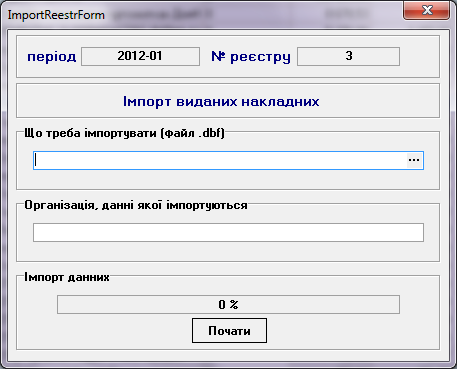 ImportReestrForm
період 2012-01 № реєстру 3
Імпорт виданих накладних
Що треба імпортувати (файл .dbf)
...
Організація, данні якої імпортуються
Імпорт данних
0 %
Почати